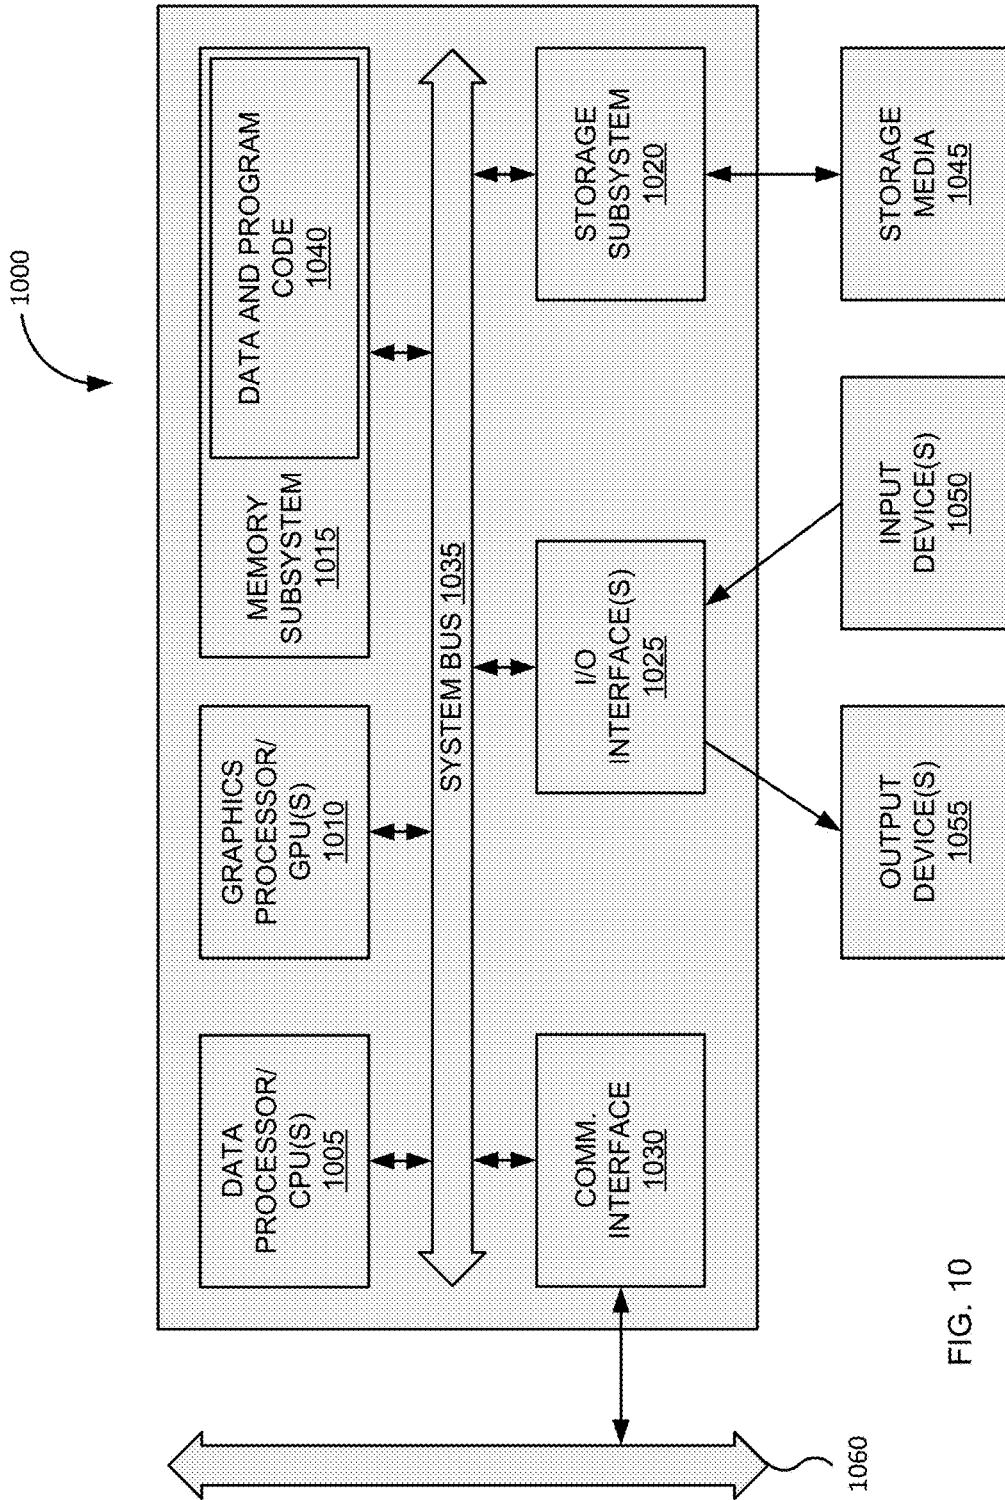 1000
DATA
PROCESSOR/
CPU(S)
1005
GRAPHICS
PROCESSOR/
GPU(S)
1010
MEMORY
SUBSYSTEM
1015
DATA AND PROGRAM
CODE
1040
SYSTEM BUS 1035
COMM.
INTERFACE
1030
I/O
INTERFACE(S)
1025
STORAGE
SUBSYSTEM
1020
OUTPUT
DEVICE(S)
1055
INPUT
DEVICE(S)
1050
STORAGE
MEDIA
1045
1060
FIG. 10